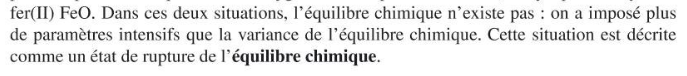 fer(II) FeO. Dans ces deux situations, l'équilibre chimique n'existe pas : on a imposé plus
de paramètres intensifs que la variance de l'équilibre chimique. Cette situation est décrite
comme un état de rupture de l'équilibre chimique.